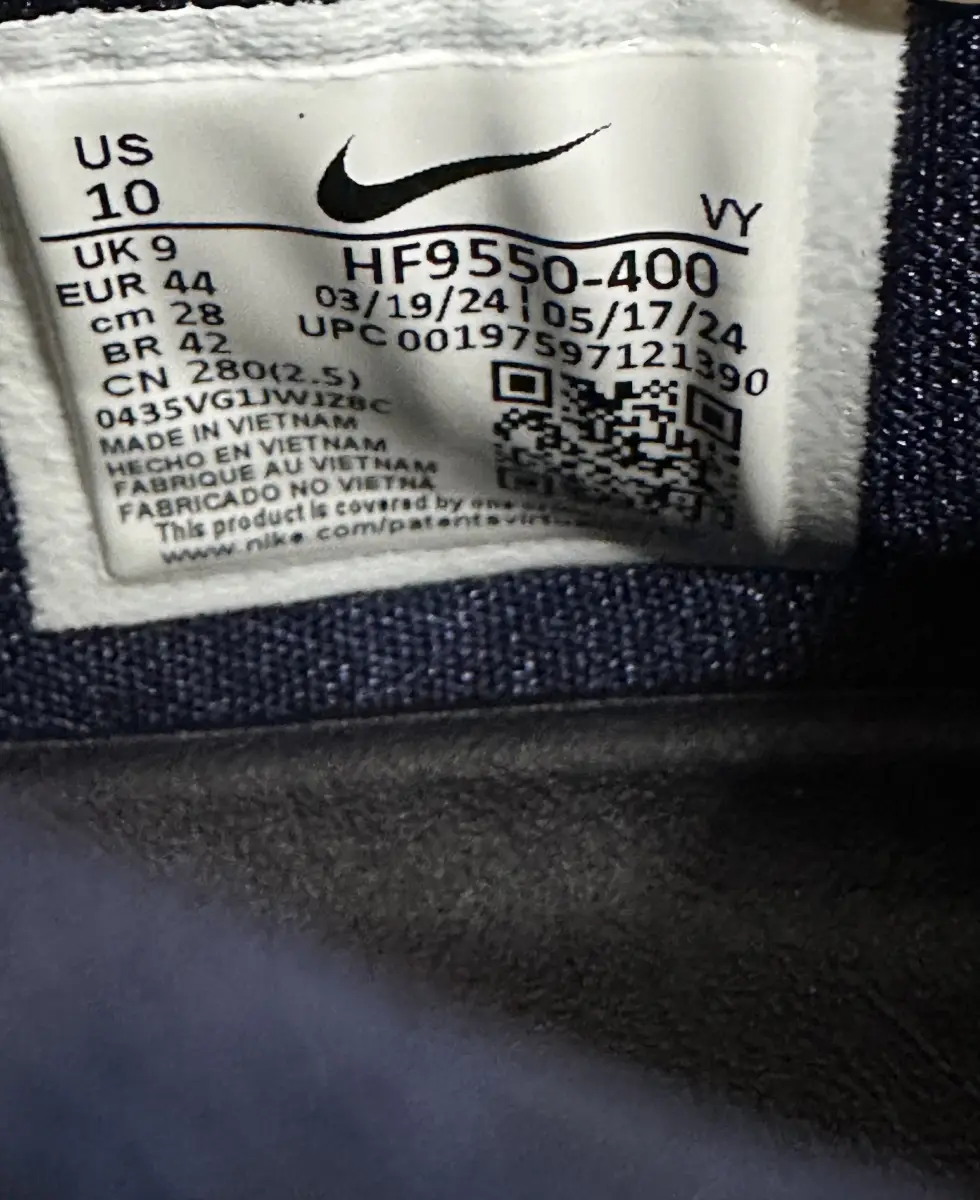 US
10
VY
UK 9
EUR 44
cm 28
BR 42
CN 280(2.5)
HF9550-400
03/19/24 | 05/17/24
UPC 00197597121390
0435VG1JWJZ8C
MADE IN VIETNAM
HECHO EN VIETNAM
FABRIQUE AU VIETNAM
FABRICADO NO VIETNA
This product is covered by one
www.nike.com/patents